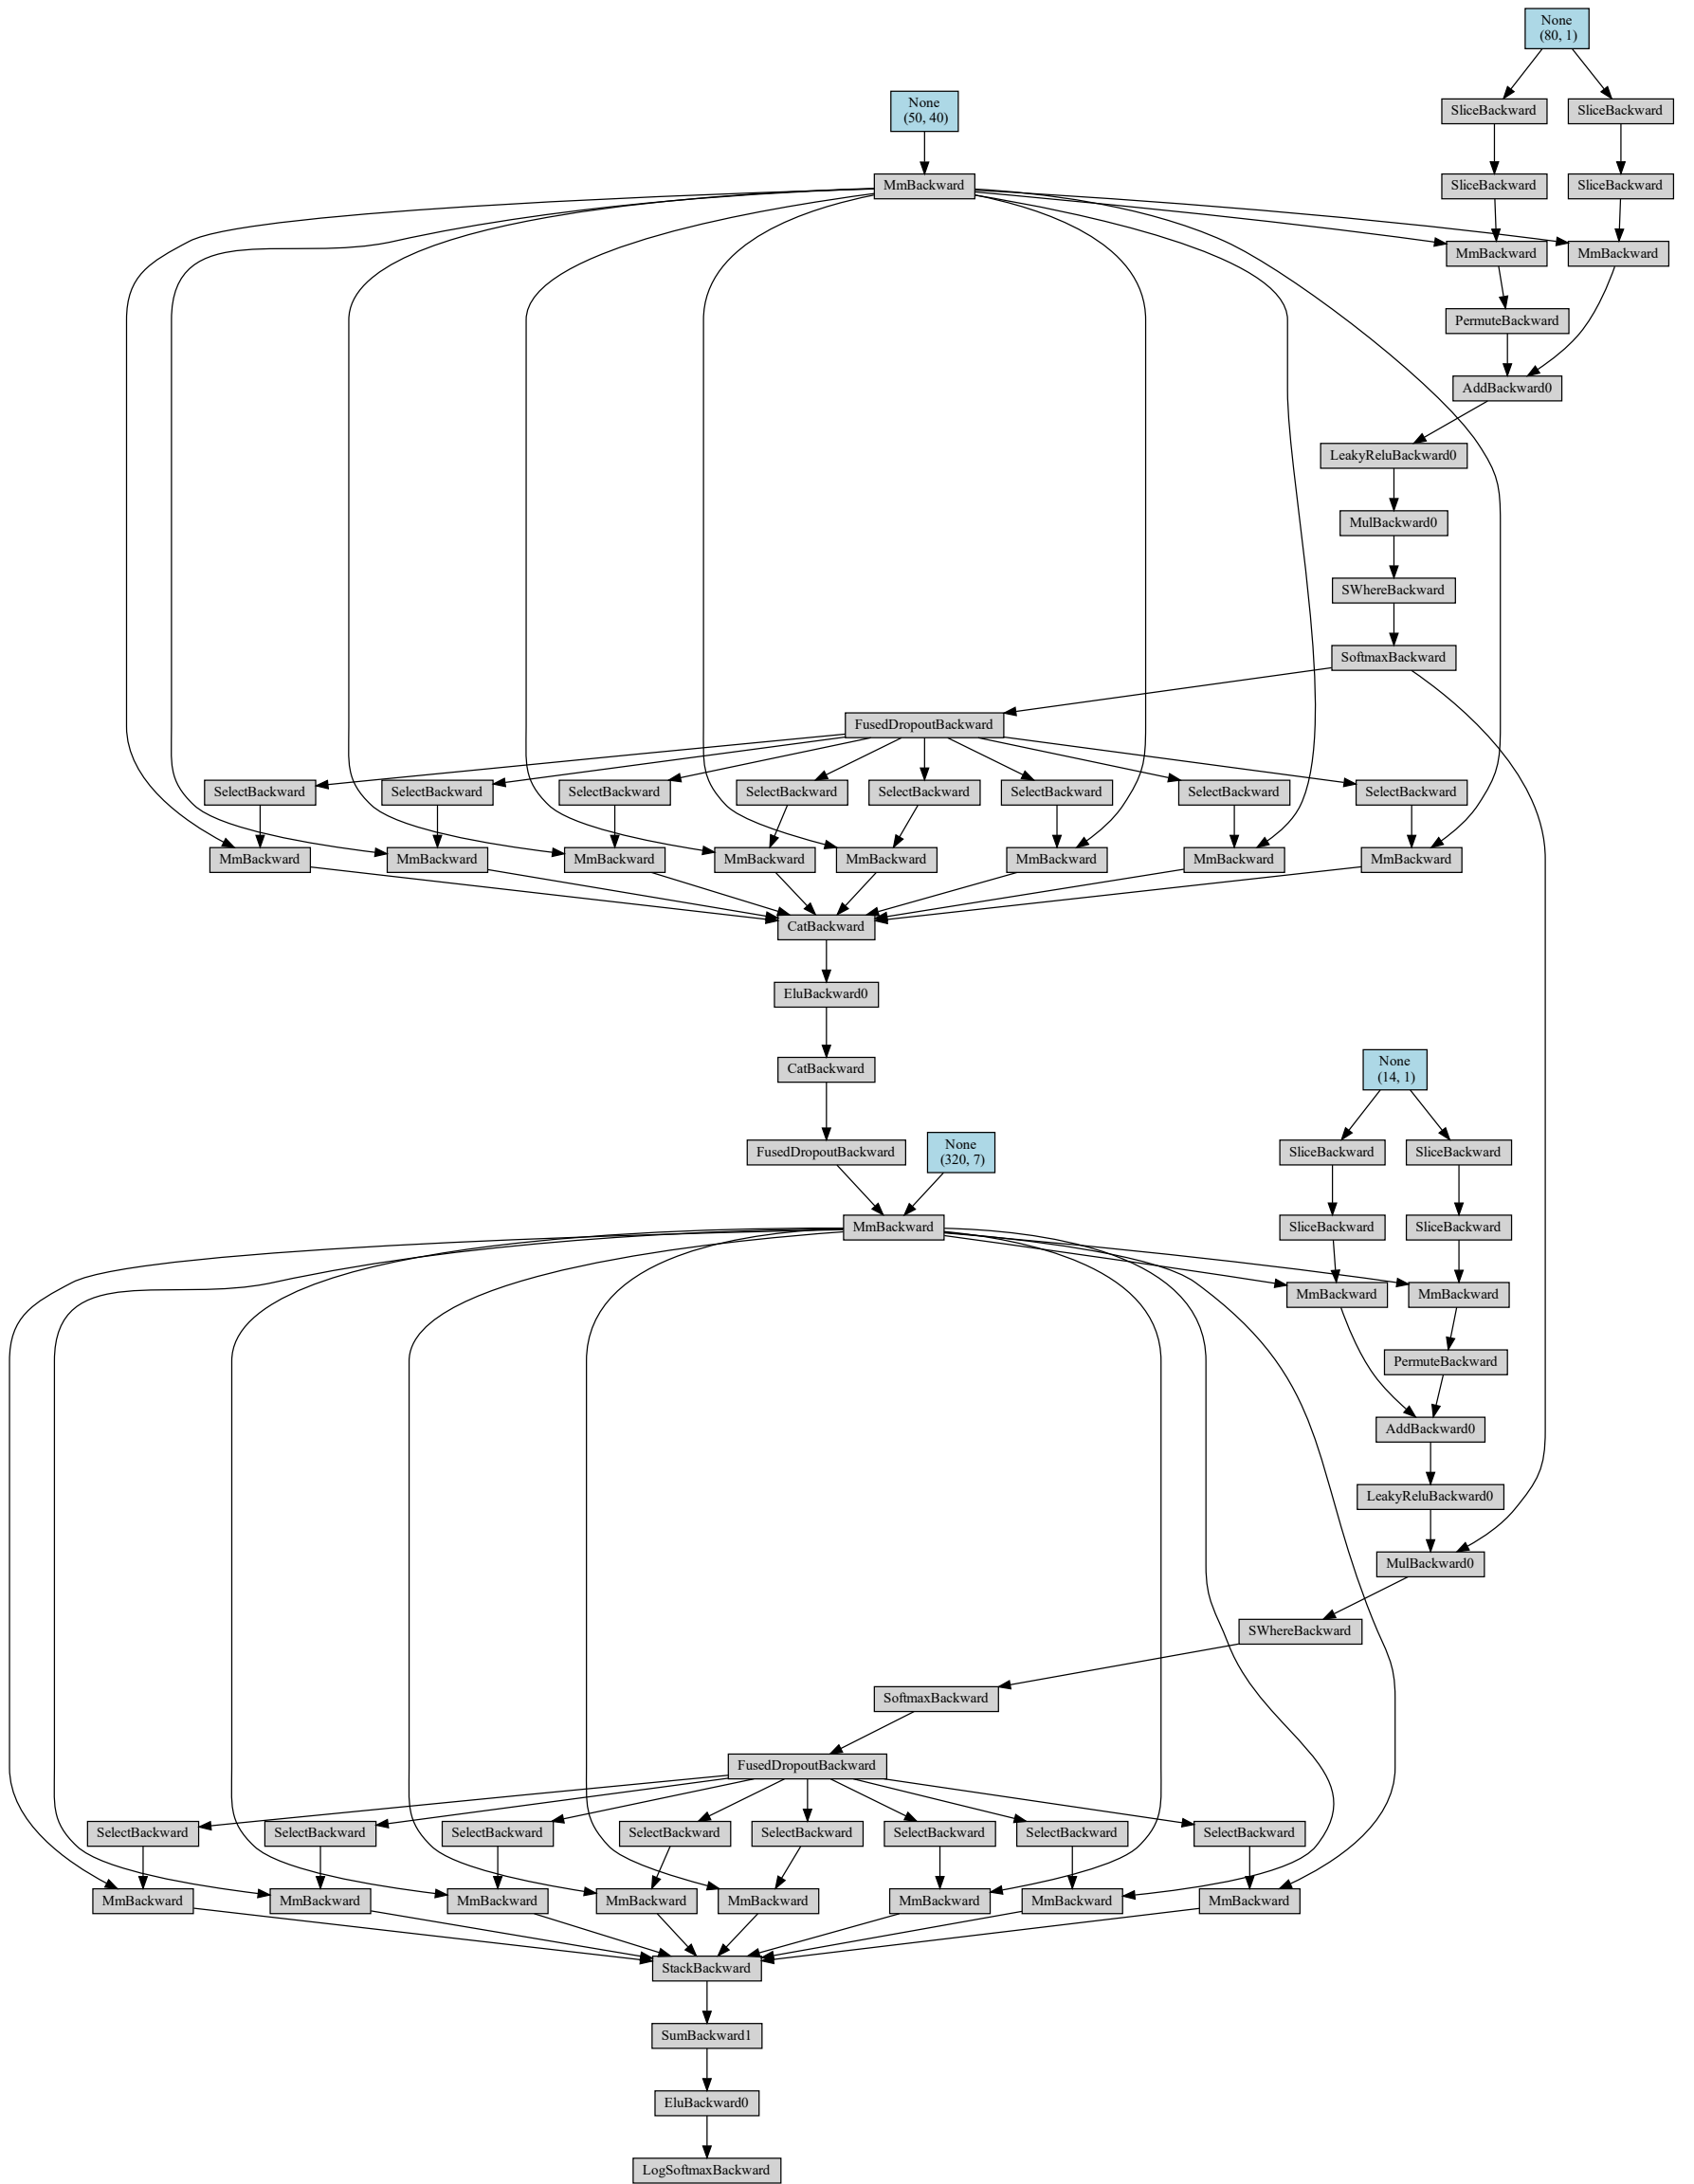 None
(80, 1)
None
(50, 40)
SliceBackward
SliceBackward
MmBackward
SliceBackward
SliceBackward
MmBackward
MmBackward
PermuteBackward
AddBackward0
LeakyReluBackward0
MulBackward0
SWhereBackward
SoftmaxBackward
FusedDropoutBackward
SelectBackward
SelectBackward
SelectBackward
SelectBackward
SelectBackward
SelectBackward
SelectBackward
SelectBackward
MmBackward
MmBackward
MmBackward
MmBackward
MmBackward
MmBackward
MmBackward
MmBackward
CatBackward
EluBackward0
CatBackward
None
(14, 1)
FusedDropoutBackward
None
(320, 7)
SliceBackward
SliceBackward
MmBackward
SliceBackward
SliceBackward
MmBackward
MmBackward
PermuteBackward
AddBackward0
LeakyReluBackward0
MulBackward0
SWhereBackward
SoftmaxBackward
FusedDropoutBackward
SelectBackward
SelectBackward
SelectBackward
SelectBackward
SelectBackward
SelectBackward
SelectBackward
SelectBackward
MmBackward
MmBackward
MmBackward
MmBackward
MmBackward
MmBackward
MmBackward
MmBackward
StackBackward
SumBackward1
EluBackward0
LogSoftmaxBackward